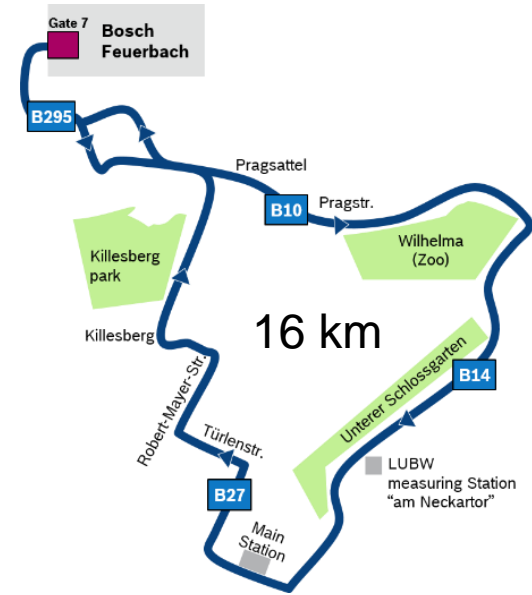 Gate 7
Bosch
Feuerbach
B295
Pragsattel
B10
Pragstr.
Wilhelma
(Zoo)
Killesberg
park
Killesberg
16 km
Robert-Mayer-Str.
Unterer Schlossgarten
B14
Türlenstr.
LUBW
measuring Station
"am Neckartor"
B27
Main
Station